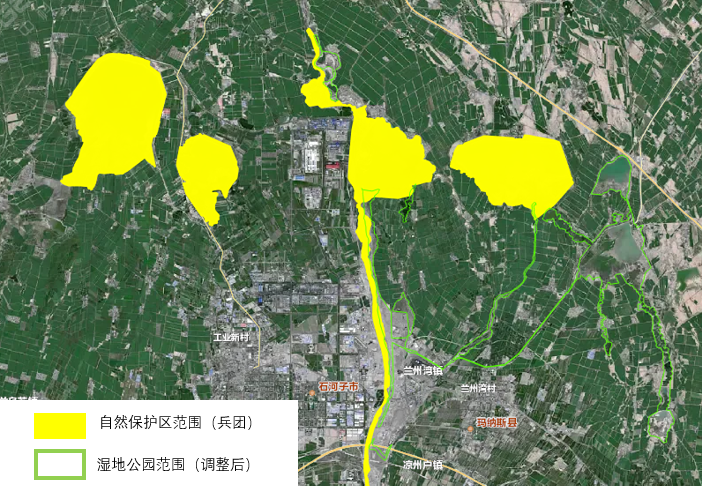 工业新村
石河子市
兰州湾镇
兰州湾村
玛纳斯县
凉州户镇
自然保护区范围（兵团）
湿地公园范围（调整后）